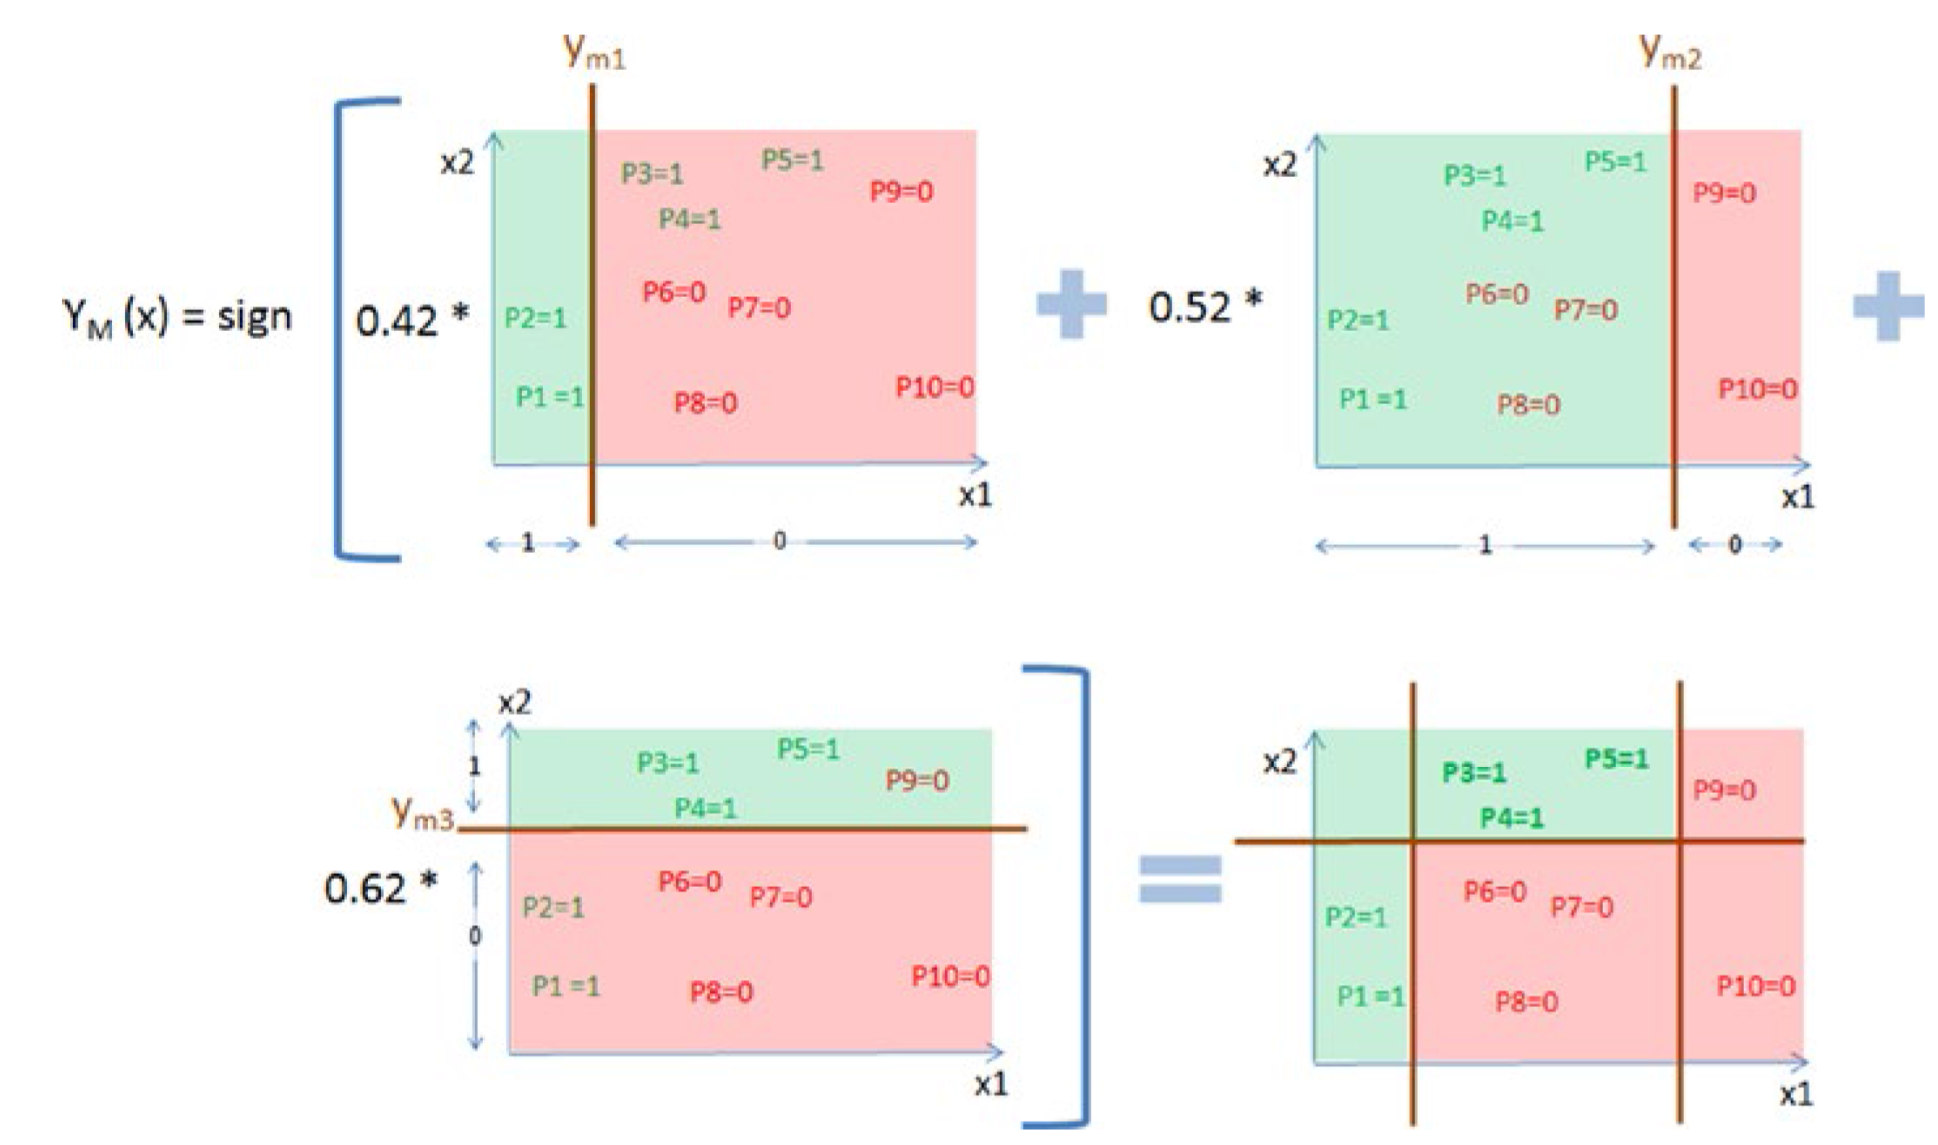 Ym1
Ym2
x2
P3=1
P5=1
P9=0
P4=1
P6=0
P7=0
P2=1
P1 =1
P8=0
P10=0
x1
1
0
YM (x) = sign
0.42 *
x2
P3=1
P5=1
P9=0
P4=1
P6=0
P7=0
P2=1
P1 =1
P8=0
P10=0
x1
1
0
0.52 *
x2
1
P3=1
P5=1
P9=0
P4=1
Ym3
0.62 *
P6=0
P7=0
P2=1
0
P1 =1
P8=0
P10=0
x1
x2
P3=1
P5=1
P9=0
P4=1
P6=0
P7=0
P2=1
P1 =1
P8=0
P10=0
x1